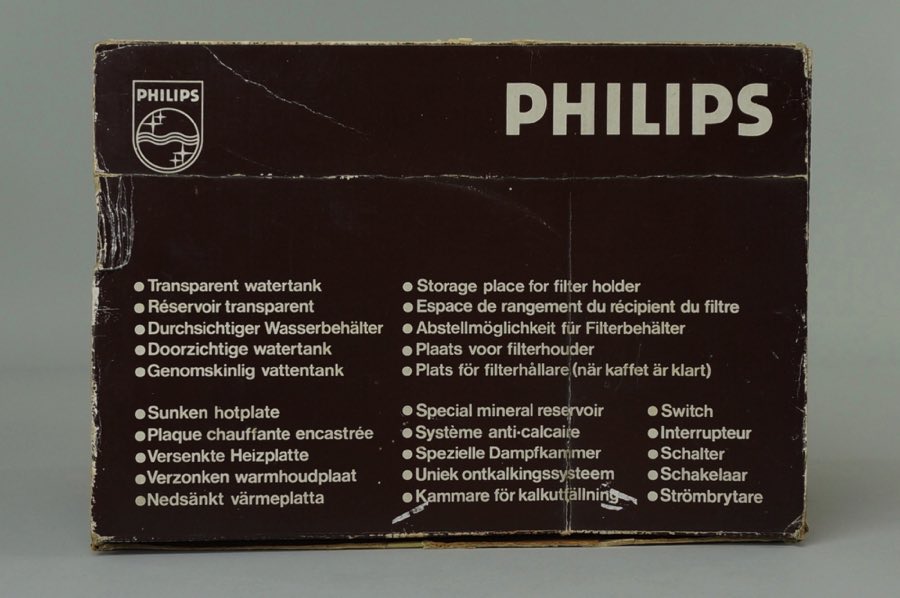 PHILIPS
PHILIPS
Transparent watertank
Réservoir transparent
Durchsichtiger Wasserbehälter
Doorzichtige watertank
Genomskinlig vattentank
Storage place for filter holder
Espace de rangement du récipient du filtre
Abstellmöglichkeit für Filterbehälter
Plaats voor filterhouder
Plats för filterhållare (när kaffet är klart)
Sunken hotplate
Plaque chauffante encastrée
Versenkte Heizplatte
Verzonken warmhoudplaat
Nedsänkt värmeplatta
Special mineral reservoir
Système anti-calcaire
Spezielle Dampfkammer
Uniek ontkalkingssysteem
Kammare för kalkutfällning
Switch
Interrupteur
Schalter
Schakelaar
Strömbrytare